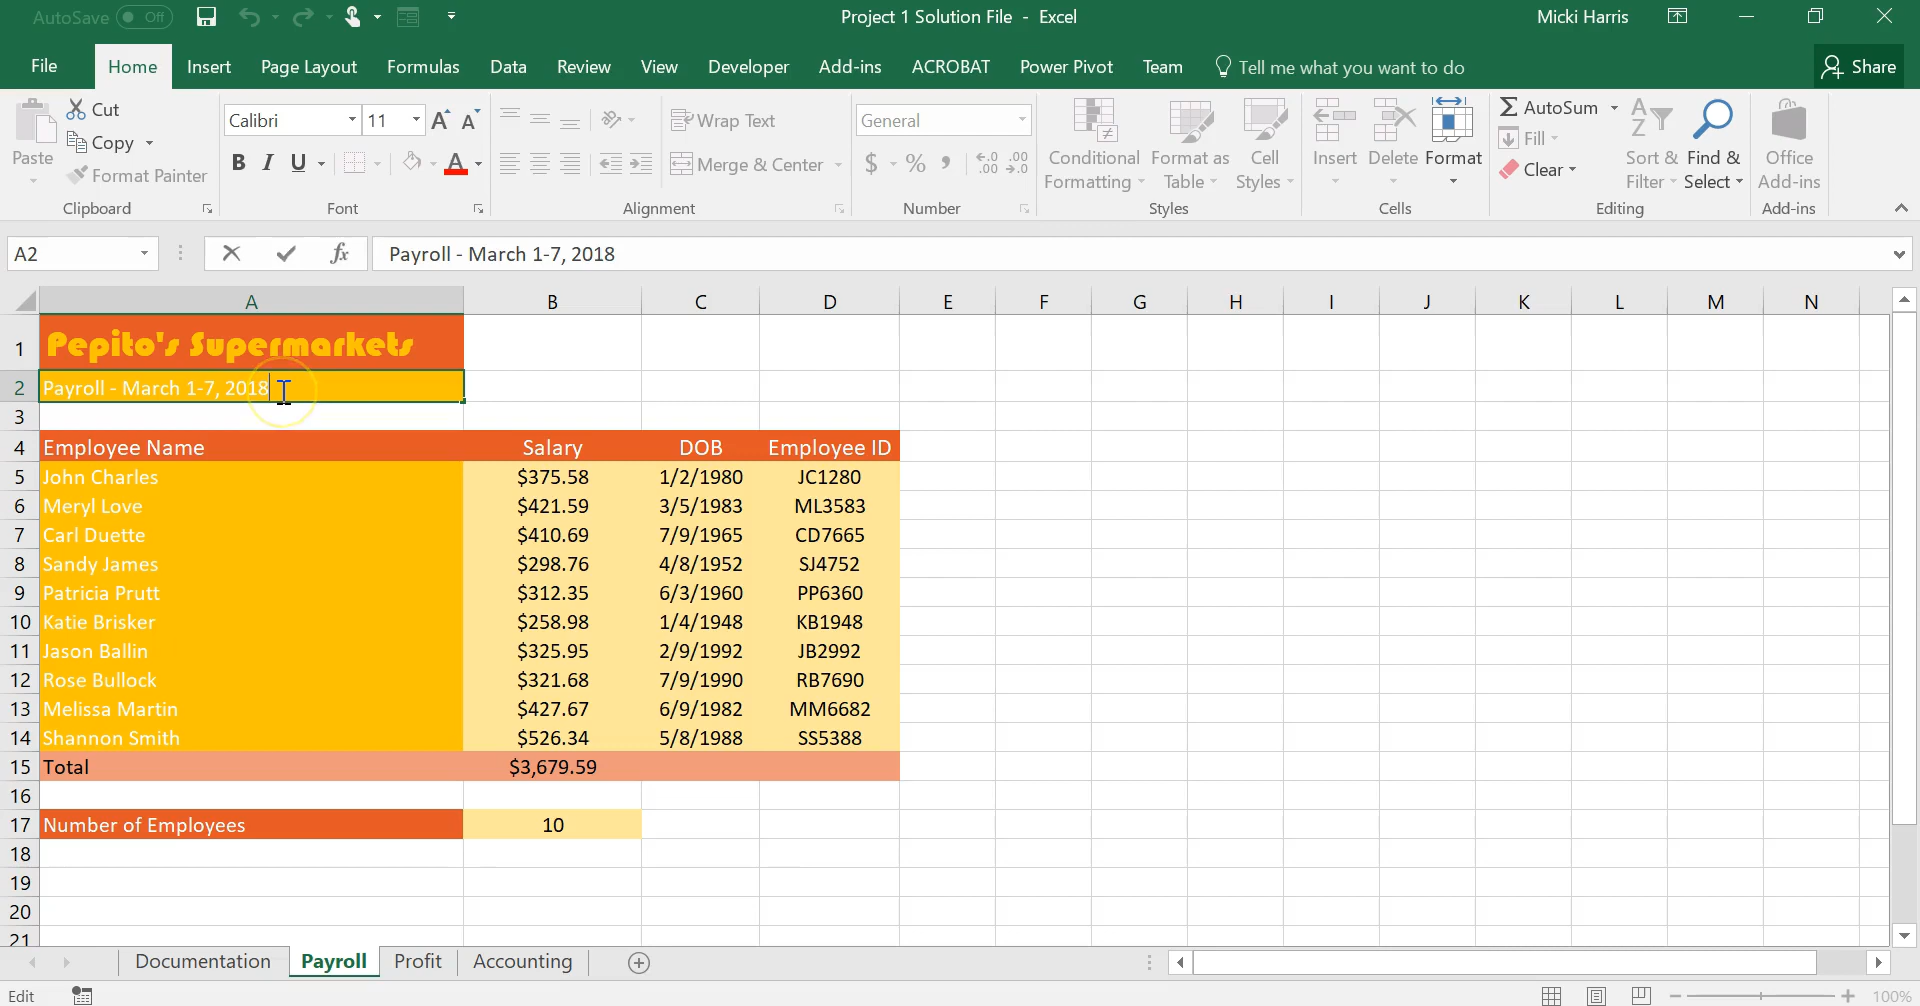 AutoSave Off Project 1 Solution File - Excel Micki Harris
File Home Insert Page Layout Formulas Data Review View Developer Add-ins ACROBAT Power Pivot Team Tell me what you want to do Share
Paste
Cut
Copy
Format Painter
Clipboard
Calibri 11
B I U
Font
Wrap Text
Merge & Center
Alignment
General
$ % ,
Number
Conditional
Formatting
Format as
Table
Cell
Styles
Styles
Insert
Delete
Format
Cells
AutoSum
Fill
Clear
Sort &
Filter
Find &
Select
Editing
Office
Add-ins
Add-ins
A2 fx Payroll - March 1-7, 2018
A B C D E F G H I J K L M N
1 Pepito's Supermarkets
2 Payroll - March 1-7, 2018
3
4 Employee Name Salary DOB Employee ID
5 John Charles $375.58 1/2/1980 JC1280
6 Meryl Love $421.59 3/5/1983 ML3583
7 Carl Duette $410.69 7/9/1965 CD7665
8 Sandy James $298.76 4/8/1952 SJ4752
9 Patricia Prutt $312.35 6/3/1960 PP6360
10 Katie Brisker $258.98 1/4/1948 KB1948
11 Jason Ballin $325.95 2/9/1992 JB2992
12 Rose Bullock $321.68 7/9/1990 RB7690
13 Melissa Martin $427.67 6/9/1982 MM6682
14 Shannon Smith $526.34 5/8/1988 SS5388
15 Total $3,679.59
16
17 Number of Employees 10
18
19
20
21
Documentation Payroll Profit Accounting
Edit 100%